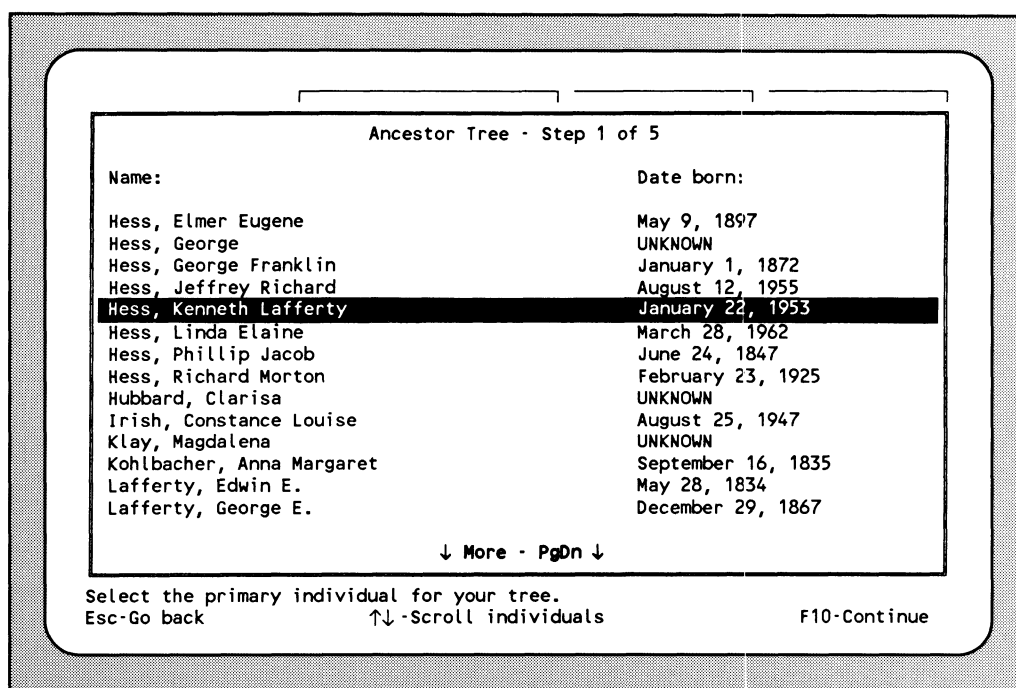 Ancestor Tree - Step 1 of 5
Name: Date born:
Hess, Elmer Eugene May 9, 1897
Hess, George UNKNOWN
Hess, George Franklin January 1, 1872
Hess, Jeffrey Richard August 12, 1955
Hess, Kenneth Lafferty January 22, 1953
Hess, Linda Elaine March 28, 1962
Hess, Phillip Jacob June 24, 1847
Hess, Richard Morton February 23, 1925
Hubbard, Clarisa UNKNOWN
Irish, Constance Louise August 25, 1947
Klay, Magdalena UNKNOWN
Kohlbacher, Anna Margaret September 16, 1835
Lafferty, Edwin E. May 28, 1834
Lafferty, George E. December 29, 1867
↓ More - PgDn ↓
Select the primary individual for your tree.
Esc-Go back ↑↓-Scroll individuals F10-Continue